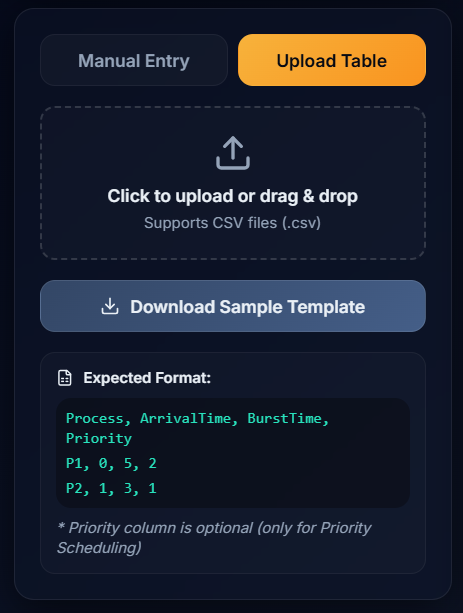 Manual Entry
Upload Table
Click to upload or drag & drop
Supports CSV files (.csv)
Download Sample Template
Expected Format:
Process, ArrivalTime, BurstTime,
Priority
P1, 0, 5, 2
P2, 1, 3, 1
* Priority column is optional (only for Priority
Scheduling)